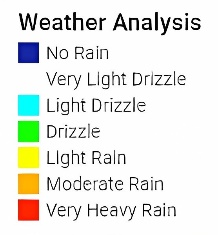 Weather Analysis
No Rain
Very Light Drizzle
Light Drizzle
Drizzle
Light Rain
Moderate Rain
Very Heavy Rain